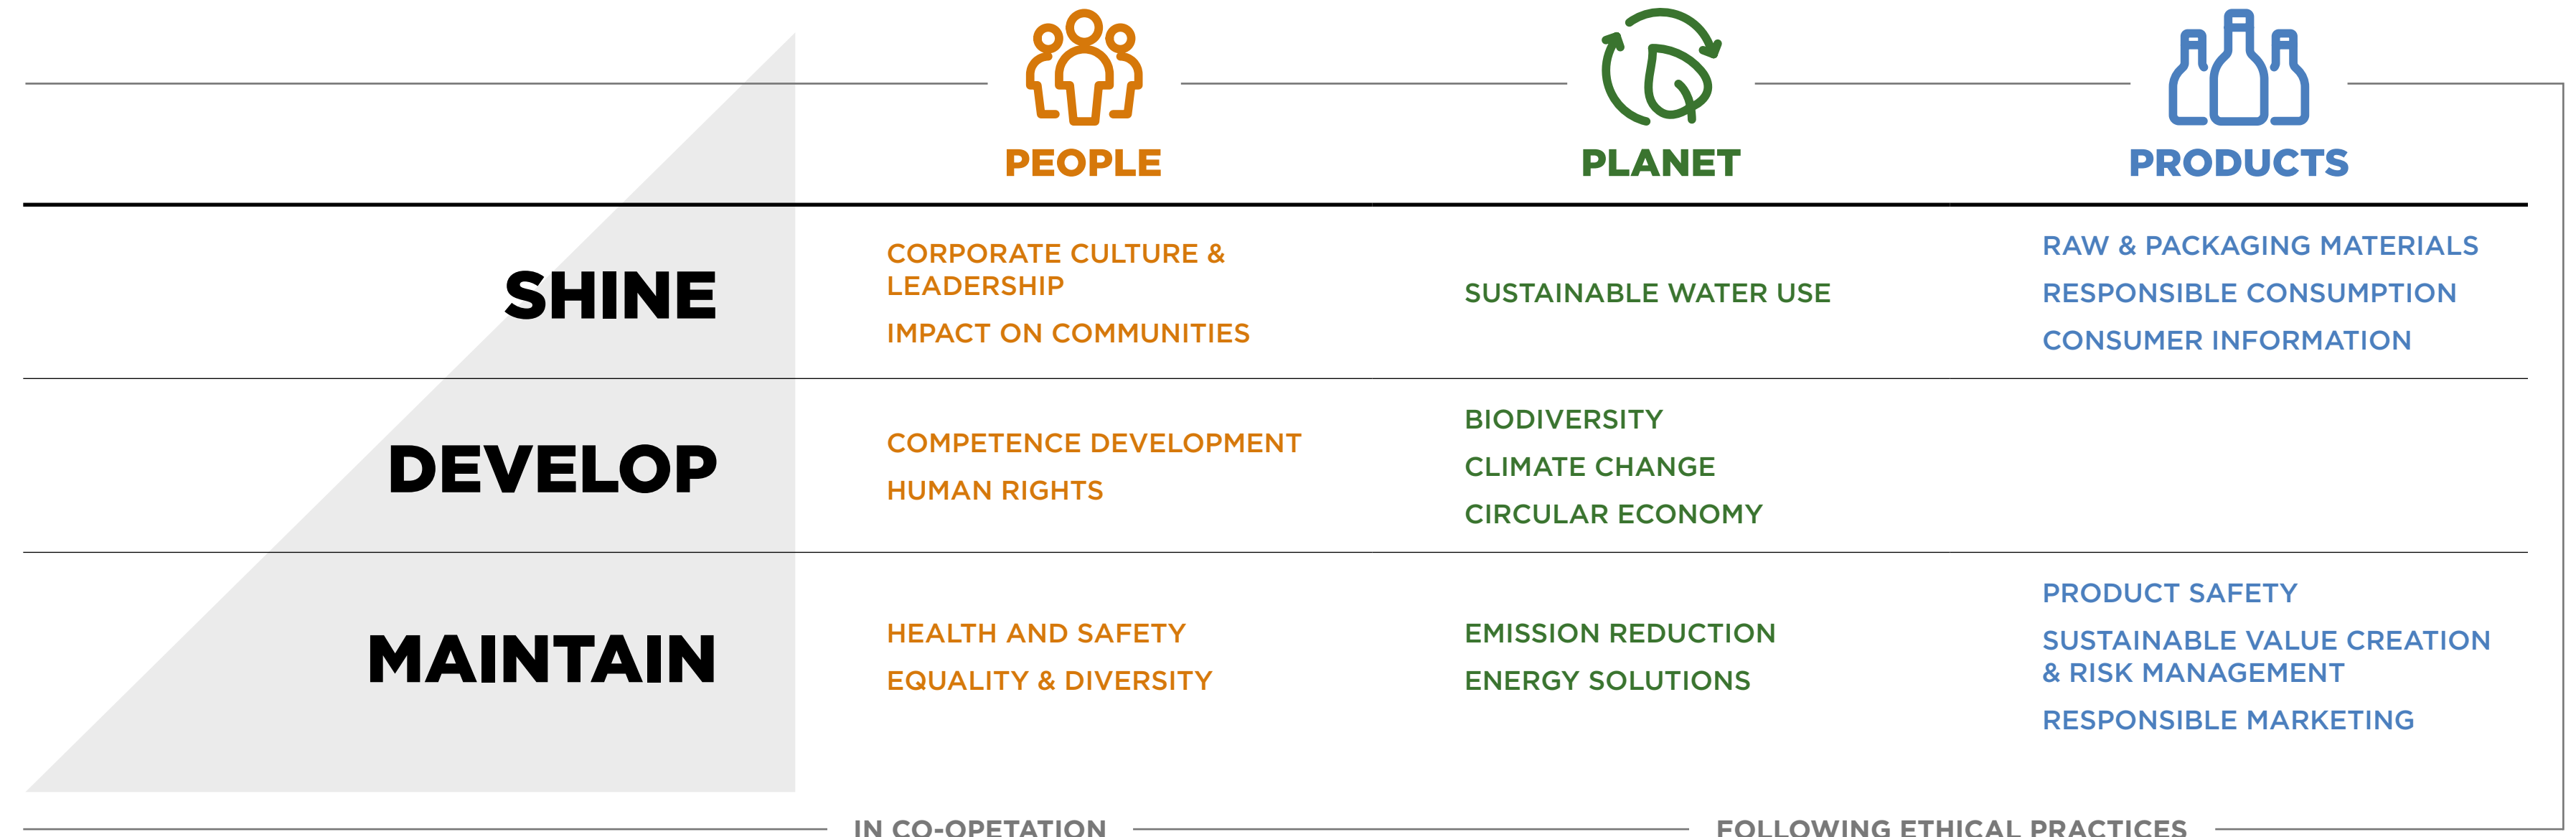 PEOPLE
PLANET
PRODUCTS
SHINE
CORPORATE CULTURE &
LEADERSHIP
IMPACT ON COMMUNITIES
SUSTAINABLE WATER USE
RAW & PACKAGING MATERIALS
RESPONSIBLE CONSUMPTION
CONSUMER INFORMATION
DEVELOP
COMPETENCE DEVELOPMENT
HUMAN RIGHTS
BIODIVERSITY
CLIMATE CHANGE
CIRCULAR ECONOMY
MAINTAIN
HEALTH AND SAFETY
EQUALITY & DIVERSITY
EMISSION REDUCTION
ENERGY SOLUTIONS
PRODUCT SAFETY
SUSTAINABLE VALUE CREATION
& RISK MANAGEMENT
RESPONSIBLE MARKETING
IN CO-OPETATION
FOLLOWING ETHICAL PRACTICES